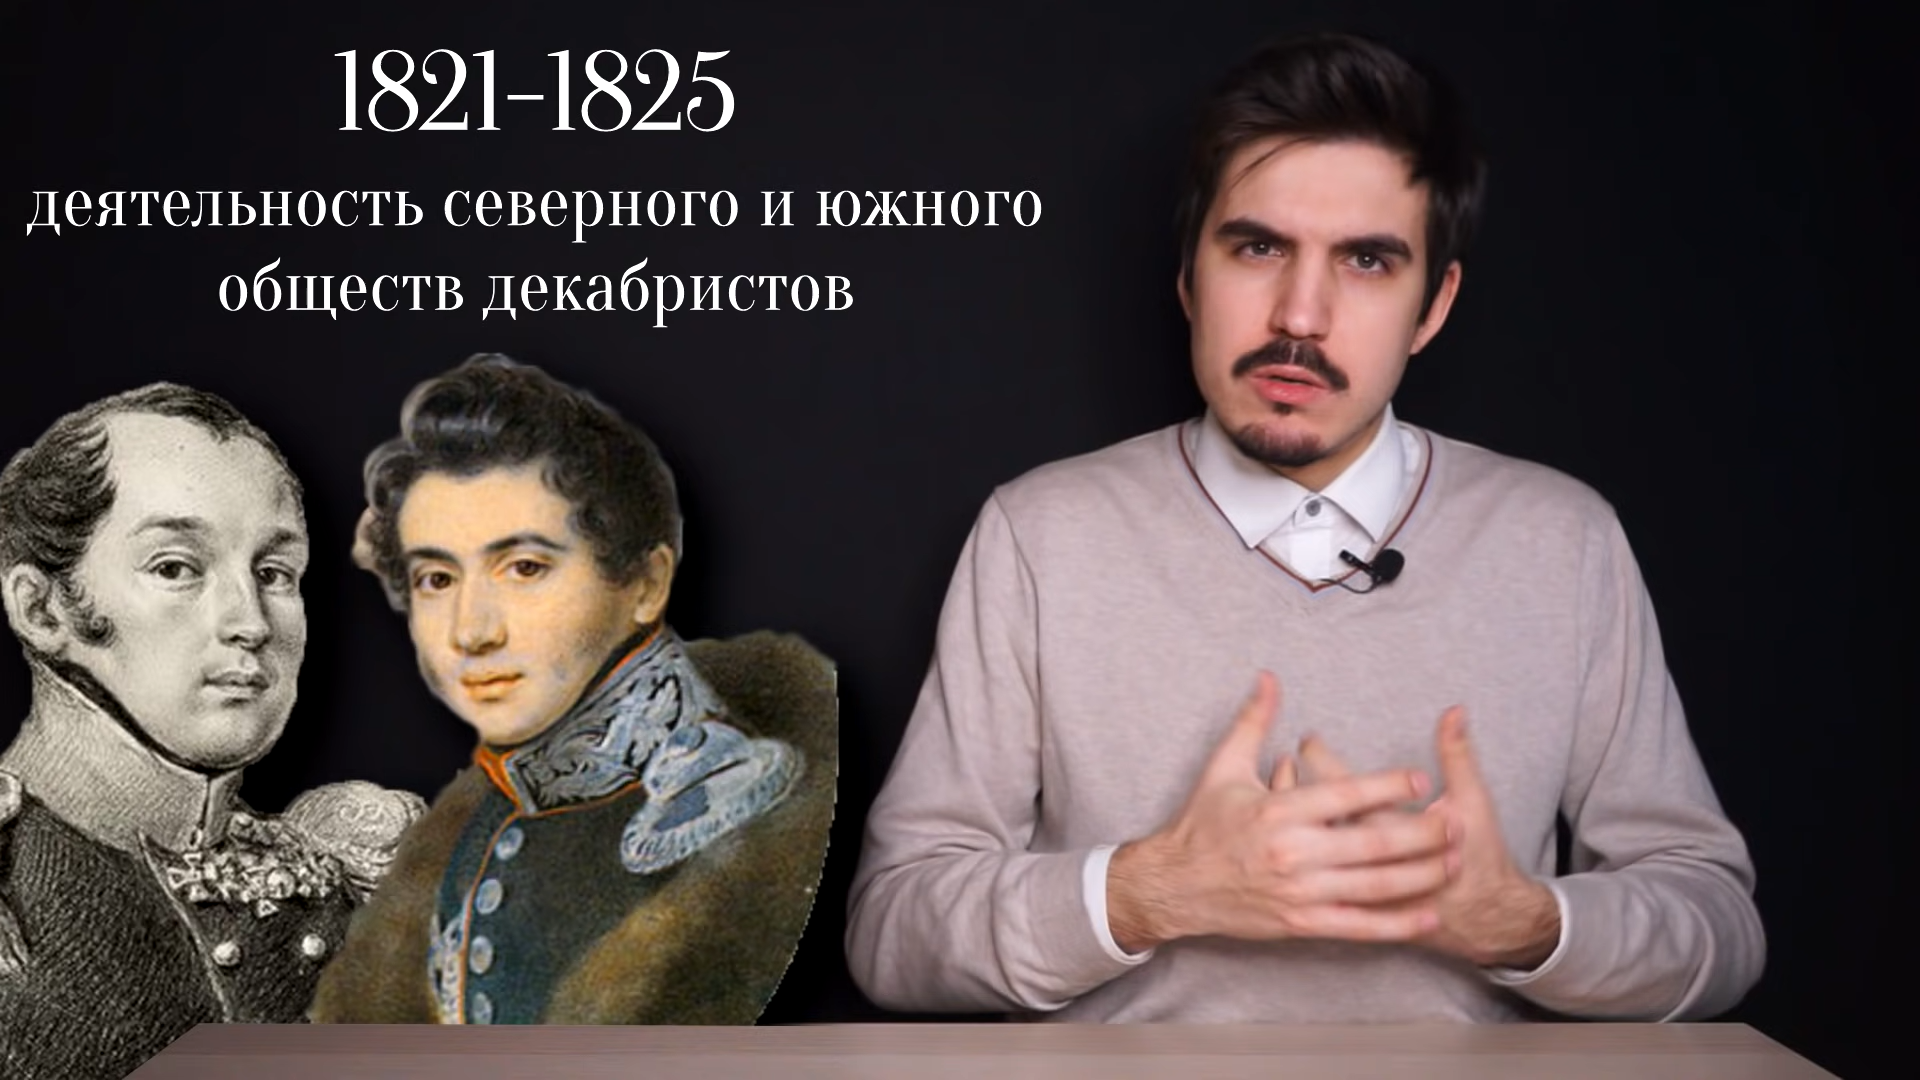 1821-1825
деятельность северного и южного
обществ декабристов